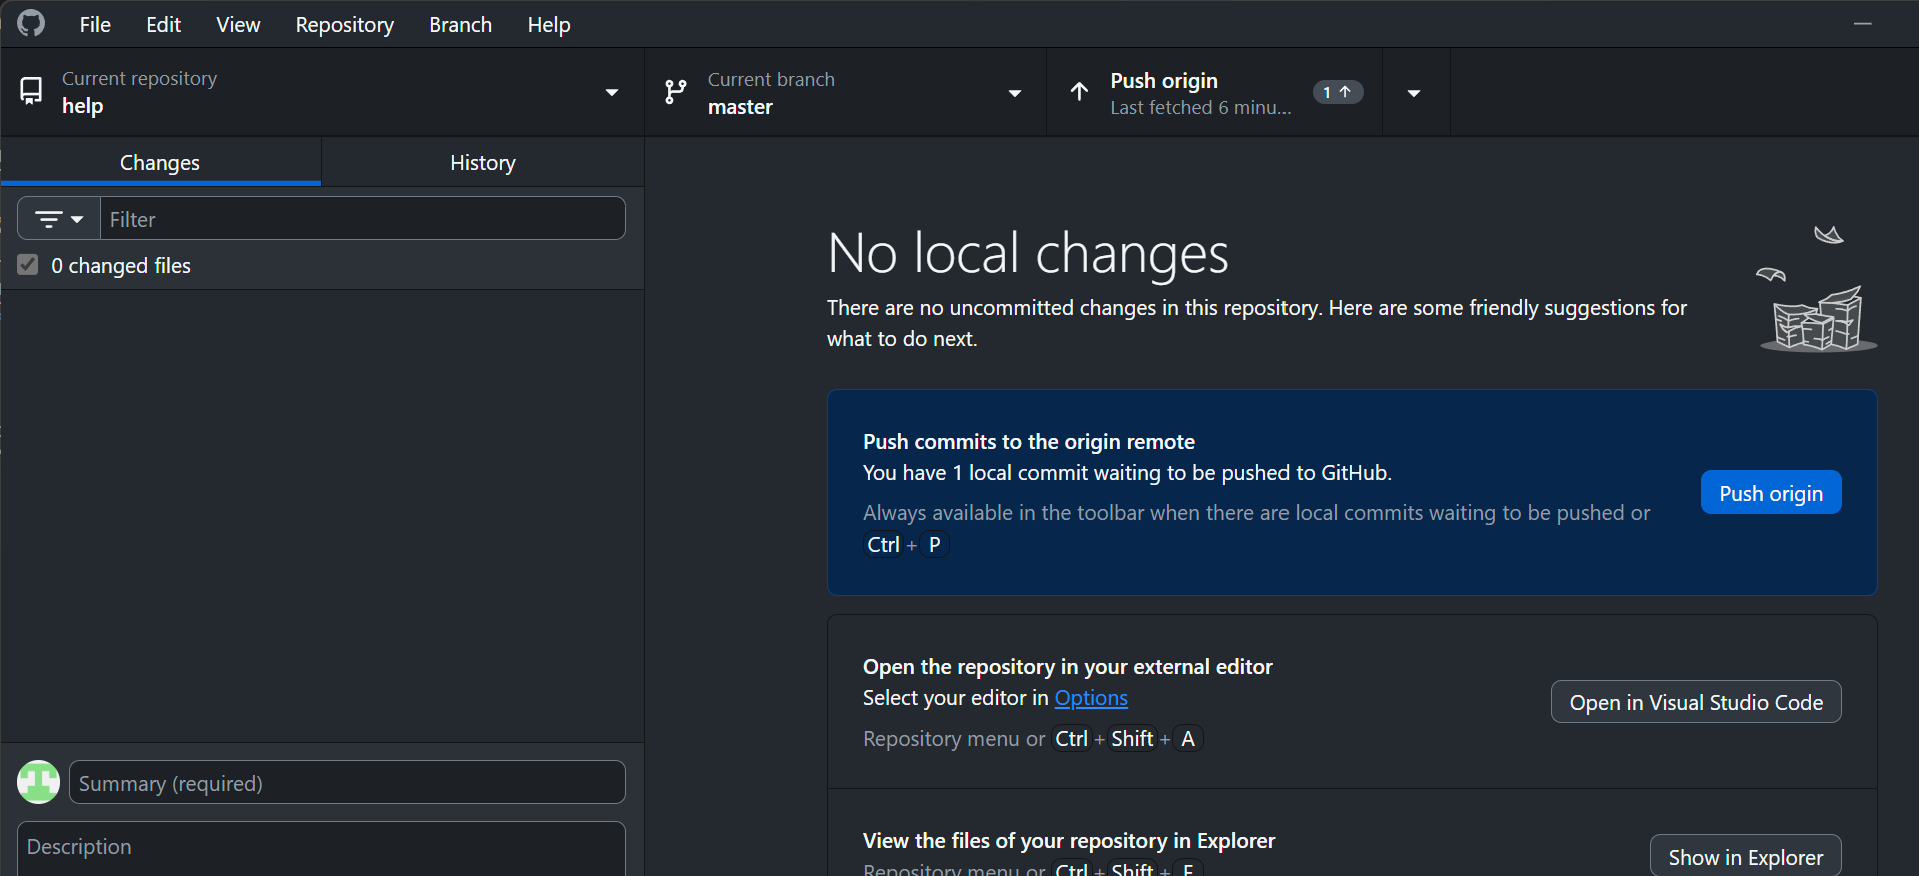 File Edit View Repository Branch Help
Current repository
help
Current branch
master
Push origin
Last fetched 6 minu...
1
Changes
History
Filter
0 changed files
No local changes
There are no uncommitted changes in this repository. Here are some friendly suggestions for
what to do next.
Push commits to the origin remote
You have 1 local commit waiting to be pushed to GitHub.
Always available in the toolbar when there are local commits waiting to be pushed or
Ctrl + P
Push origin
Open the repository in your external editor
Select your editor in Options
Repository menu or Ctrl + Shift + A
Open in Visual Studio Code
View the files of your repository in Explorer
Repository menu or Ctrl + Shift + F
Show in Explorer
Summary (required)
Description